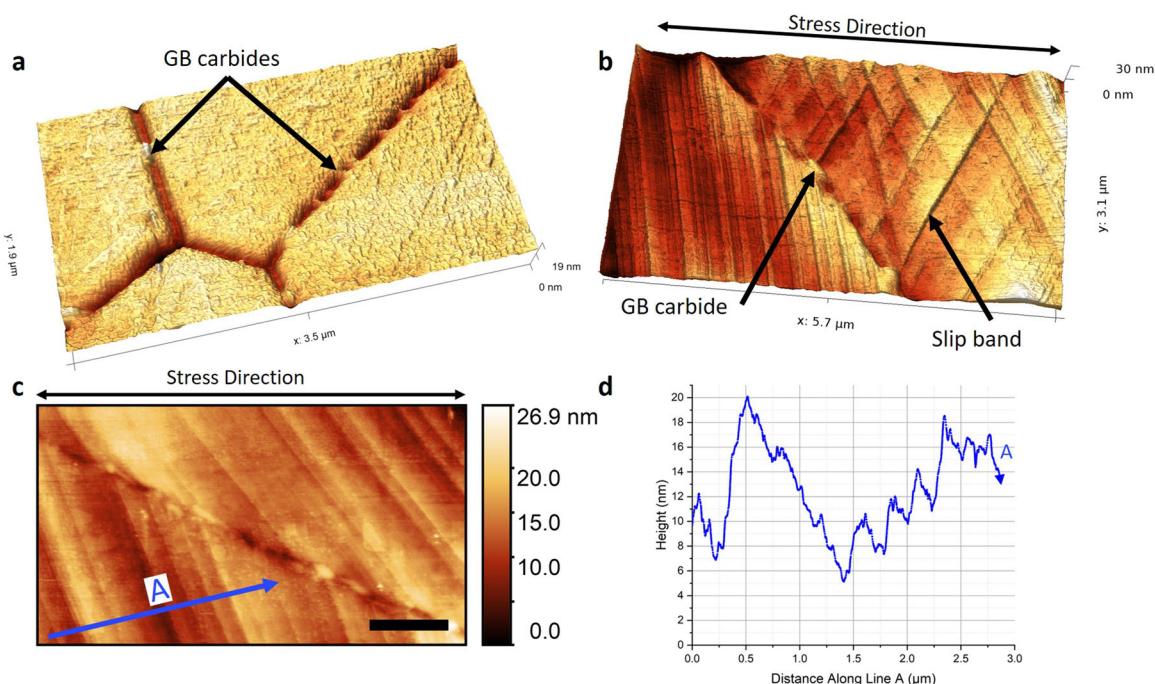 a
GB carbides
y: 1.9 µm
x: 3.5 µm
19 nm
0 nm
b
Stress Direction
30 nm
0 nm
y: 3.1 µm
x: 5.7 µm
GB carbide
Slip band
c
Stress Direction
A
26.9 nm
20.0
15.0
10.0
0.0
d
Height (nm)
20
18
16
14
12
10
8
6
4
2
0
A
0.0 0.5 1.0 1.5 2.0 2.5 3.0
Distance Along Line A (µm)